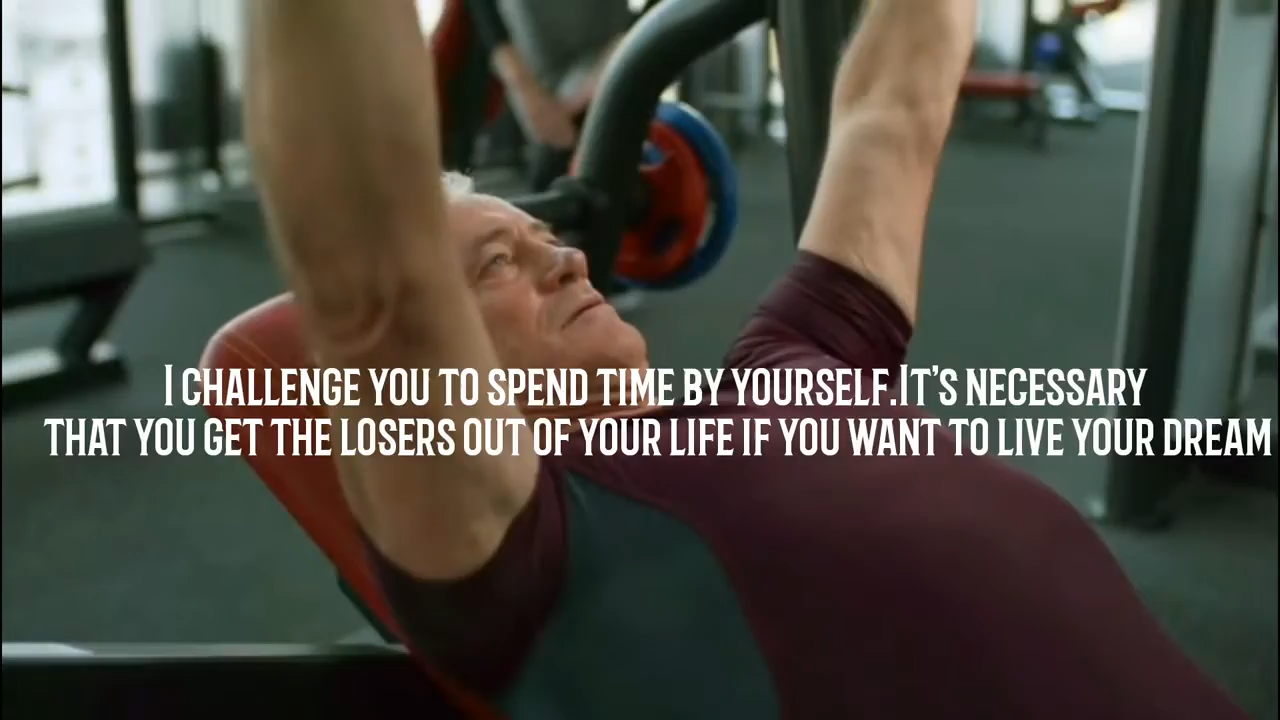 I CHALLENGE YOU TO SPEND TIME BY YOURSELF.IT'S NECESSARY
THAT YOU GET THE LOSERS OUT OF YOUR LIFE IF YOU WANT TO LIVE YOUR DREAM